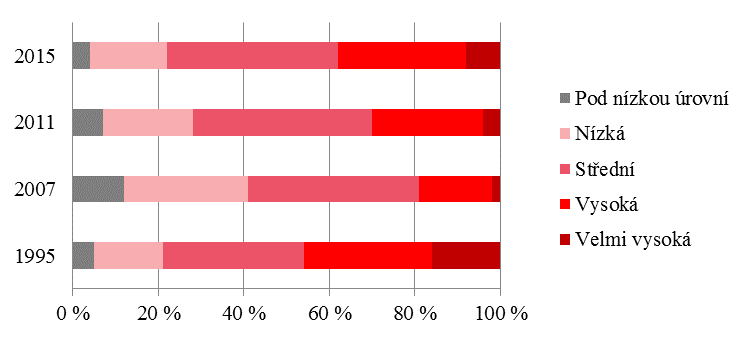 2015
2011
2007
1995
0 %
20 %
40 %
60 %
80 %
100 %
Pod nízkou úrovní
Nízká
Střední
Vysoká
Velmi vysoká